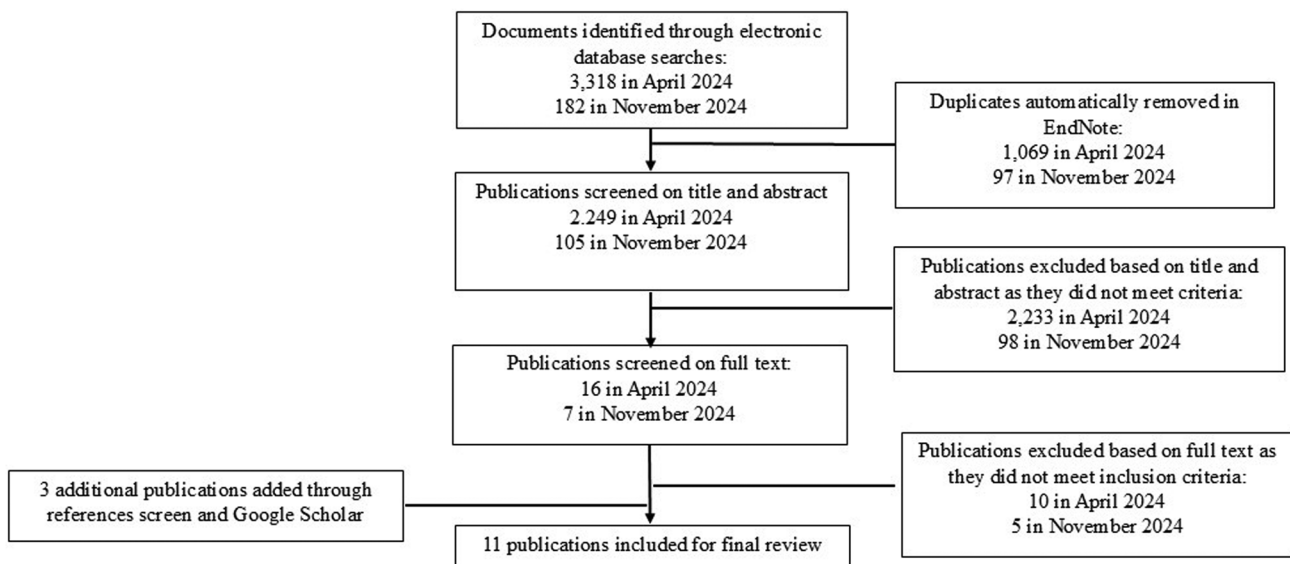 Documents identified through electronic
database searches:
3,318 in April 2024
182 in November 2024
Duplicates automatically removed in
EndNote:
1,069 in April 2024
97 in November 2024
Publications screened on title and abstract
2.249 in April 2024
105 in November 2024
Publications excluded based on title and
abstract as they did not meet criteria:
2,233 in April 2024
98 in November 2024
Publications screened on full text:
16 in April 2024
7 in November 2024
Publications excluded based on full text as
they did not meet inclusion criteria:
10 in April 2024
5 in November 2024
3 additional publications added through
references screen and Google Scholar
11 publications included for final review